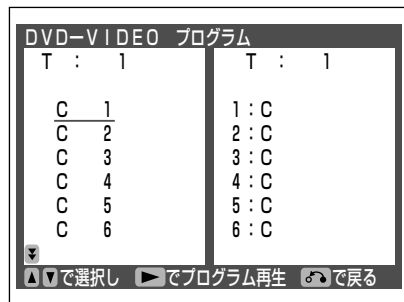 DVD－VIDEO プログラム
T : 1
C 1
C 2
C 3
C 4
C 5
C 6
T : 1
1 : C
2 : C
3 : C
4 : C
5 : C
6 : C
▲▼で選択し ▶でプログラム再生 で戻る